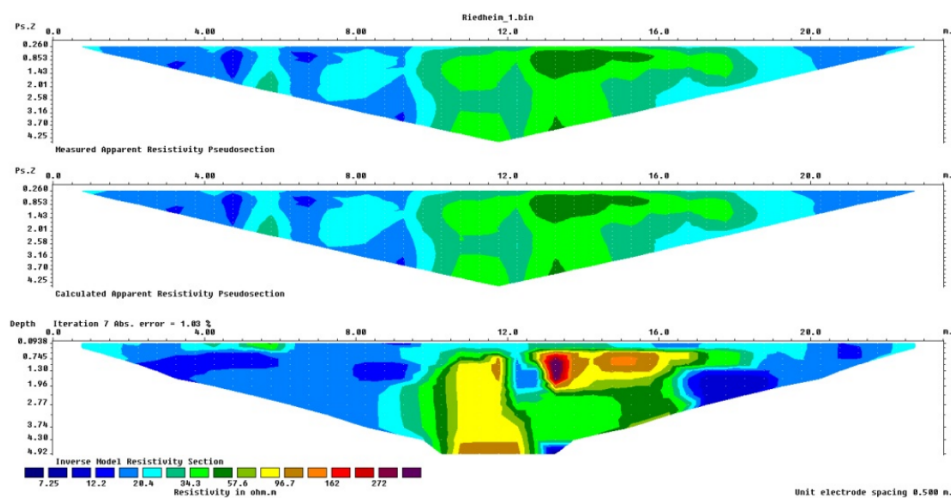 Riedheim_1.bin
Ps.Z 0.0 4.00 8.0 12.0 16.0 20.0 m.
0.260
0.853
1.43
2.01
2.58
3.16
3.70
4.25
Measured Apparent Resistivity Pseudosection
Ps.Z 0.0 4.00 8.0 12.0 16.0 20.0 m.
0.260
0.853
1.43
2.01
2.58
3.16
3.70
4.25
Calculated Apparent Resistivity Pseudosection
Depth Iteration 7 Abs. error = 1.03 %
0.0 4.00 8.0 12.0 16.0 20.0 m.
0.0938
0.745
1.30
1.96
2.77
3.74
4.30
4.92
Inverse Model Resistivity Section
7.25 12.2 20.4 34.3 57.6 96.7 162 272
Resistivity in ohm.m
Unit electrode spacing 0.500 m.